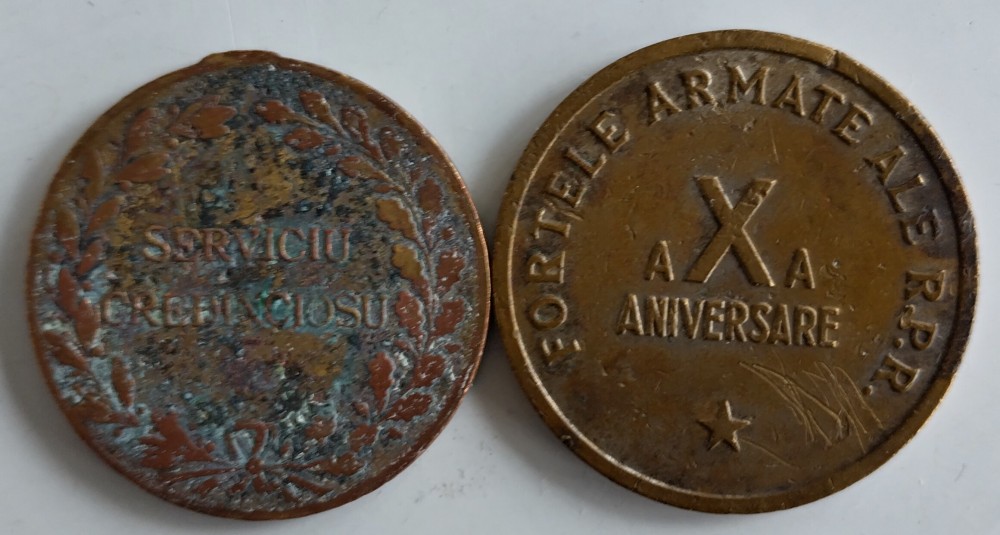 SERVICIU
CREDINCIOSU
FORTELE ARMATE ALE R.P.R.
X
A A
ANIVERSARE